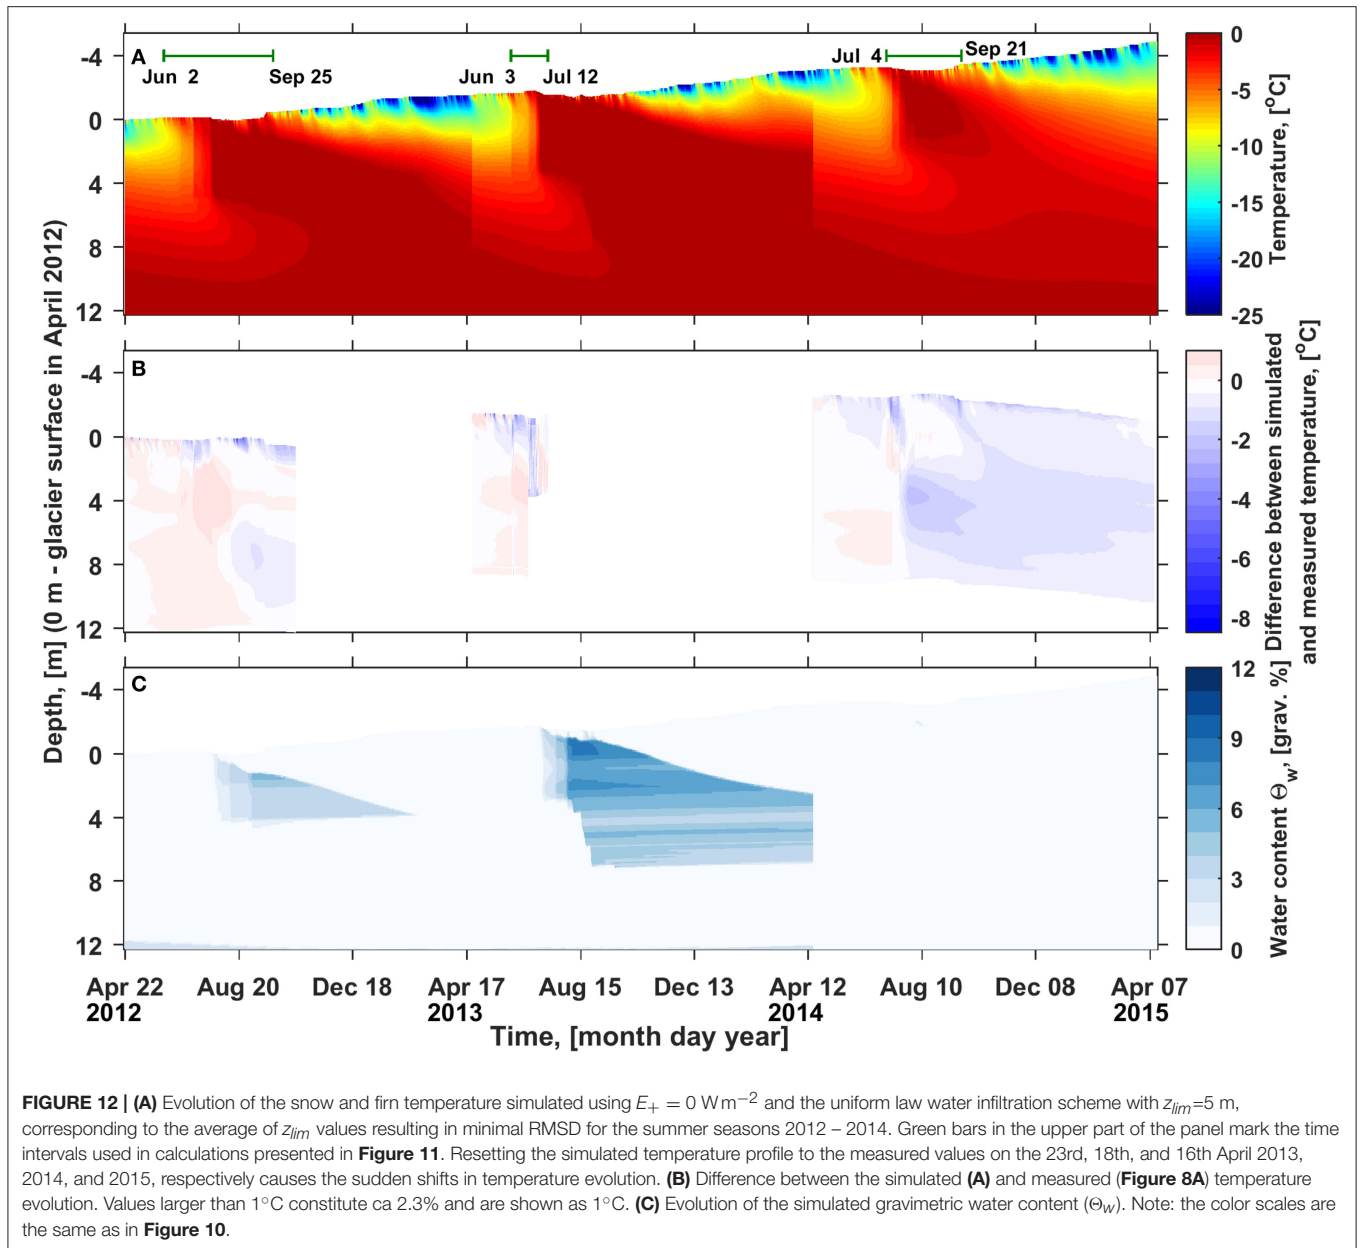 A
Jun 2
Sep 25
Jun 3
Jul 12
Jul 4
Sep 21
-4
0
4
8
12
0
-5
-10
-15
-20
-25
Temperature, [°C]
B
-4
0
4
8
12
0
-2
-4
-6
-8
Difference between simulated
and measured temperature, [°C]
C
-4
0
4
8
12
12
9
6
3
0
Water content Θw, [grav. %]
Depth, [m] (0 m - glacier surface in April 2012)
Apr 22 Aug 20 Dec 18 Apr 17 Aug 15 Dec 13 Apr 12 Aug 10 Dec 08 Apr 07
2012 2013 2014 2015
Time, [month day year]
FIGURE 12 | (A) Evolution of the snow and firn temperature simulated using E+ = 0 W m−2 and the uniform law water infiltration scheme with zlim=5 m,
corresponding to the average of zlim values resulting in minimal RMSD for the summer seasons 2012 – 2014. Green bars in the upper part of the panel mark the time
intervals used in calculations presented in Figure 11. Resetting the simulated temperature profile to the measured values on the 23rd, 18th, and 16th April 2013,
2014, and 2015, respectively causes the sudden shifts in temperature evolution. (B) Difference between the simulated (A) and measured (Figure 8A) temperature
evolution. Values larger than 1°C constitute ca 2.3% and are shown as 1°C. (C) Evolution of the simulated gravimetric water content (Θw). Note: the color scales are
the same as in Figure 10.